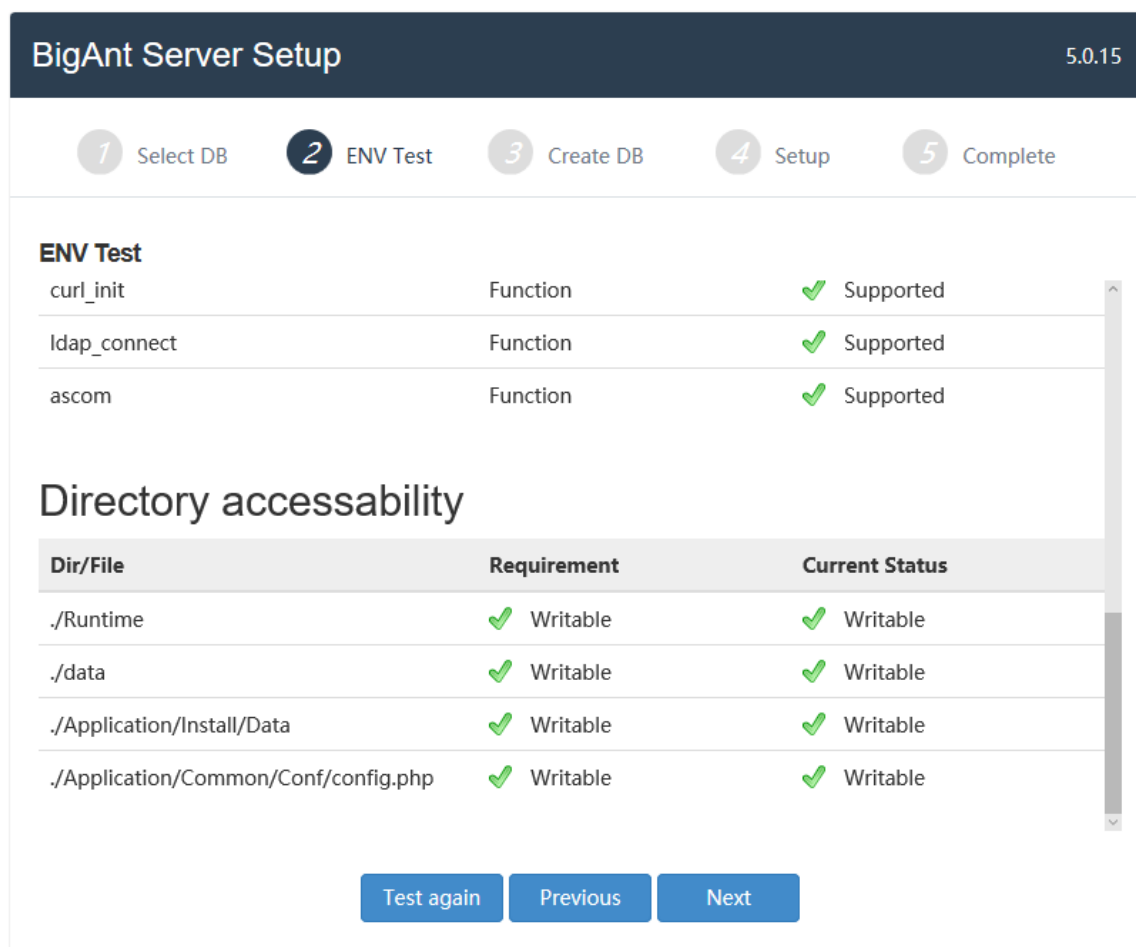 BigAnt Server Setup 5.0.15
1 Select DB 2 ENV Test 3 Create DB 4 Setup 5 Complete
ENV Test
curl_init Function Supported
ldap_connect Function Supported
ascom Function Supported
Directory accessability
Dir/File Requirement Current Status
./Runtime Writable Writable
./data Writable Writable
./Application/Install/Data Writable Writable
./Application/Common/Conf/config.php Writable Writable
Test again Previous Next